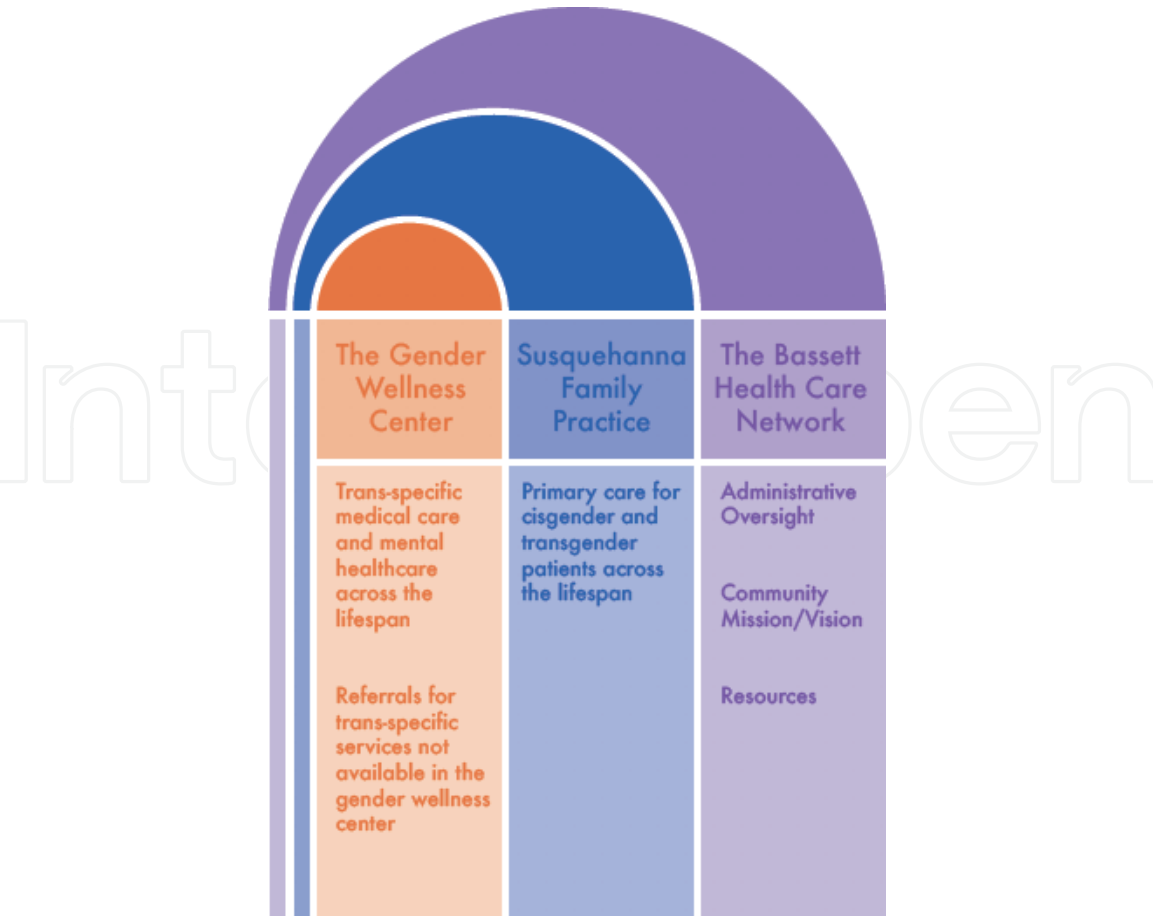 The Gender
Wellness
Center
Susquehanna
Family
Practice
The Bassett
Health Care
Network
Trans-specific
medical care
and mental
healthcare
across the
lifespan
Referrals for
trans-specific
services not
available in the
gender wellness
center
Primary care for
cisgender and
transgender
patients across
the lifespan
Administrative
Oversight
Community
Mission/Vision
Resources